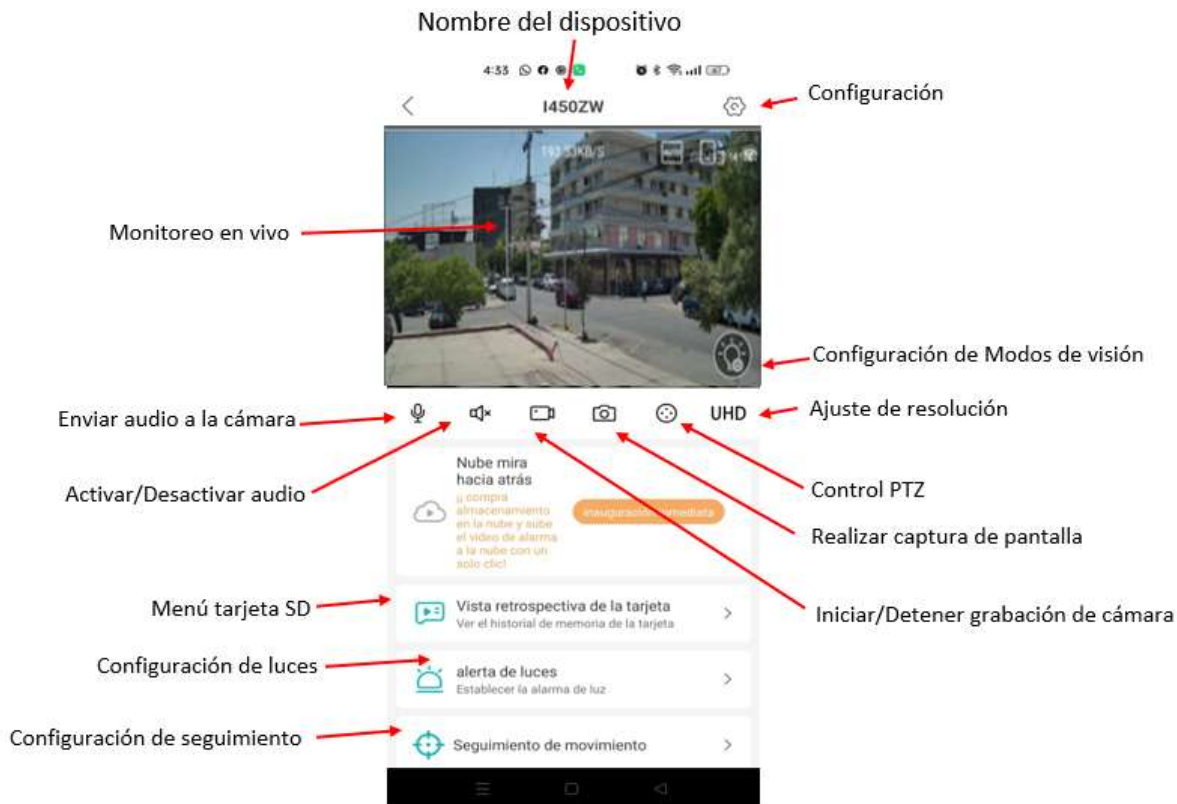 Nombre del dispositivo
4:33
I450ZW
Configuración
Monitoreo en vivo
Configuración de Modos de visión
Enviar audio a la cámara
UHD
Ajuste de resolución
Activar/Desactivar audio
Nube mira
hacia atrás
¡¡ compra
almacenamiento
en la nube y sube
el video de alarma
a la nube con un
solo clic!
Control PTZ
Realizar captura de pantalla
Menú tarjeta SD
Vista retrospectiva de la tarjeta
Ver el historial de memoria de la tarjeta
Iniciar/Detener grabación de cámara
Configuración de luces
alerta de luces
Establecer la alarma de luz
Configuración de seguimiento
Seguimiento de movimiento